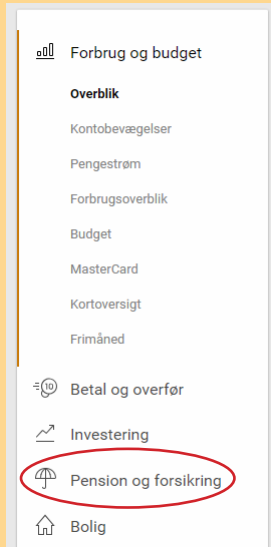 Forbrug og budget
Overblik
Kontobevægelser
Pengestrøm
Forbrugsoverblik
Budget
MasterCard
Kortoversigt
Frimåned
10 Betal og overfør
Investering
Pension og forsikring
Bolig